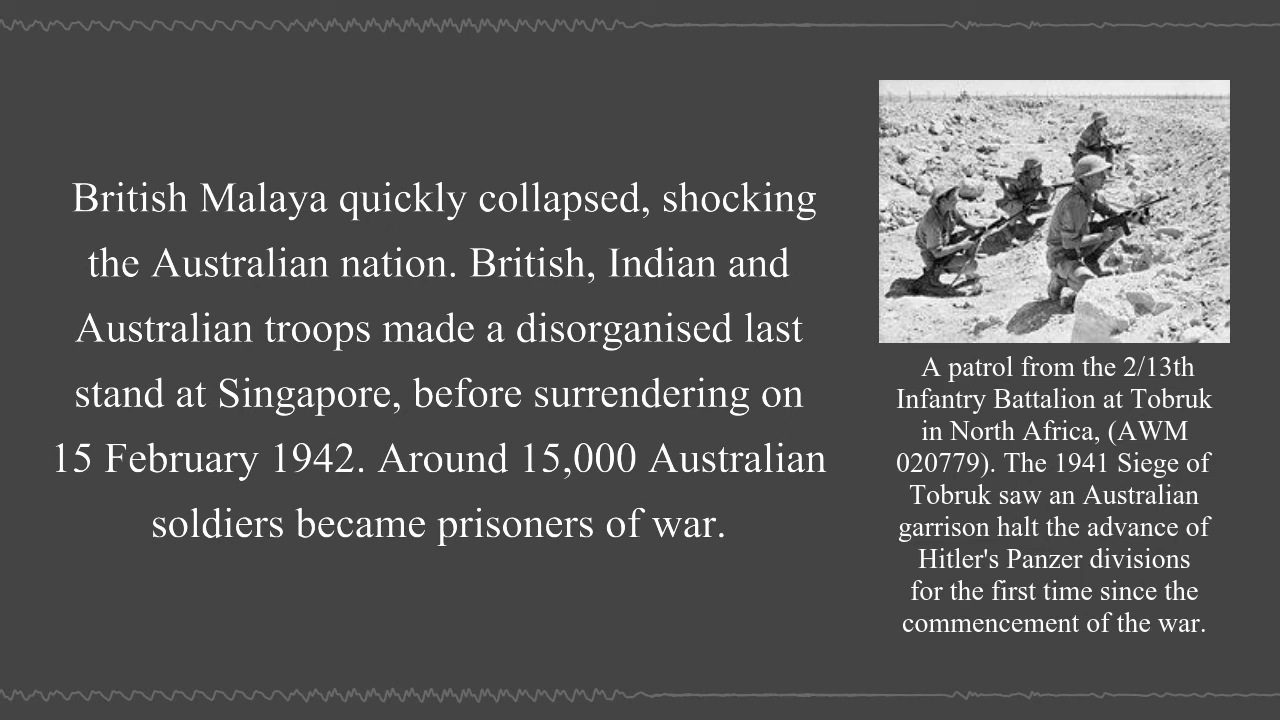 British Malaya quickly collapsed, shocking
the Australian nation. British, Indian and
Australian troops made a disorganised last
stand at Singapore, before surrendering on
15 February 1942. Around 15,000 Australian
soldiers became prisoners of war.
A patrol from the 2/13th
Infantry Battalion at Tobruk
in North Africa, (AWM
020779). The 1941 Siege of
Tobruk saw an Australian
garrison halt the advance of
Hitler's Panzer divisions
for the first time since the
commencement of the war.